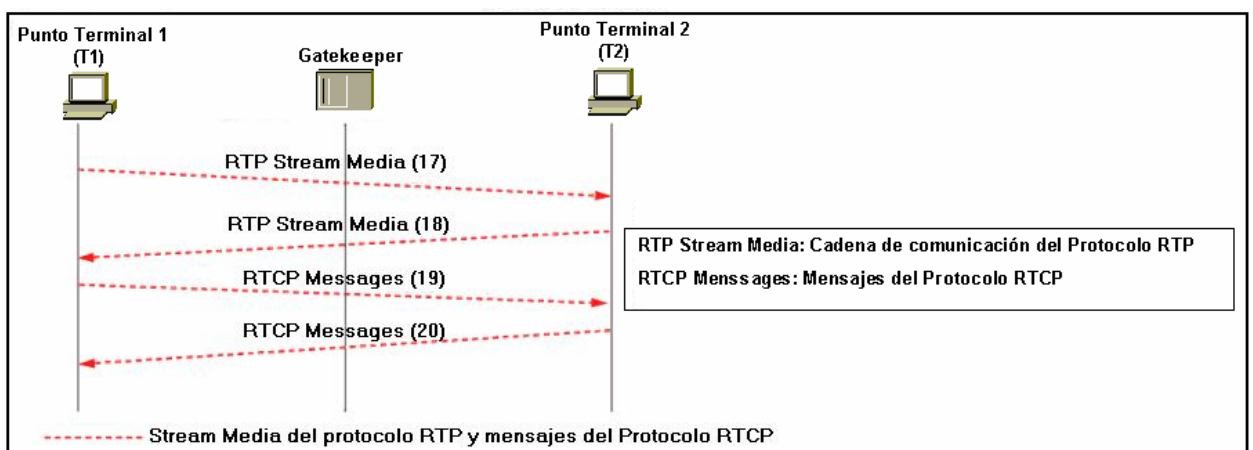 Punto Terminal 1
(T1)
Gatekeeper
Punto Terminal 2
(T2)
RTP Stream Media (17)
RTP Stream Media (18)
RTCP Messages (19)
RTCP Messages (20)
RTP Stream Media: Cadena de comunicación del Protocolo RTP
RTCP Menssages: Mensajes del Protocolo RTCP
Stream Media del protocolo RTP y mensajes del Protocolo RTCP